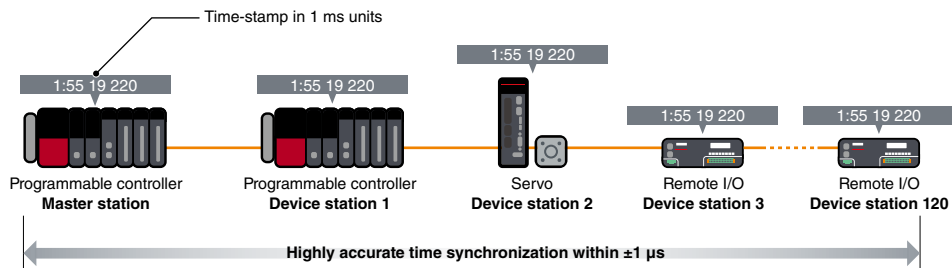 Time-stamp in 1 ms units
1:55 19 220
1:55 19 220
1:55 19 220
1:55 19 220
1:55 19 220
Programmable controller
Master station
Programmable controller
Device station 1
Servo
Device station 2
Remote I/O
Device station 3
Remote I/O
Device station 120
Highly accurate time synchronization within ±1 µs